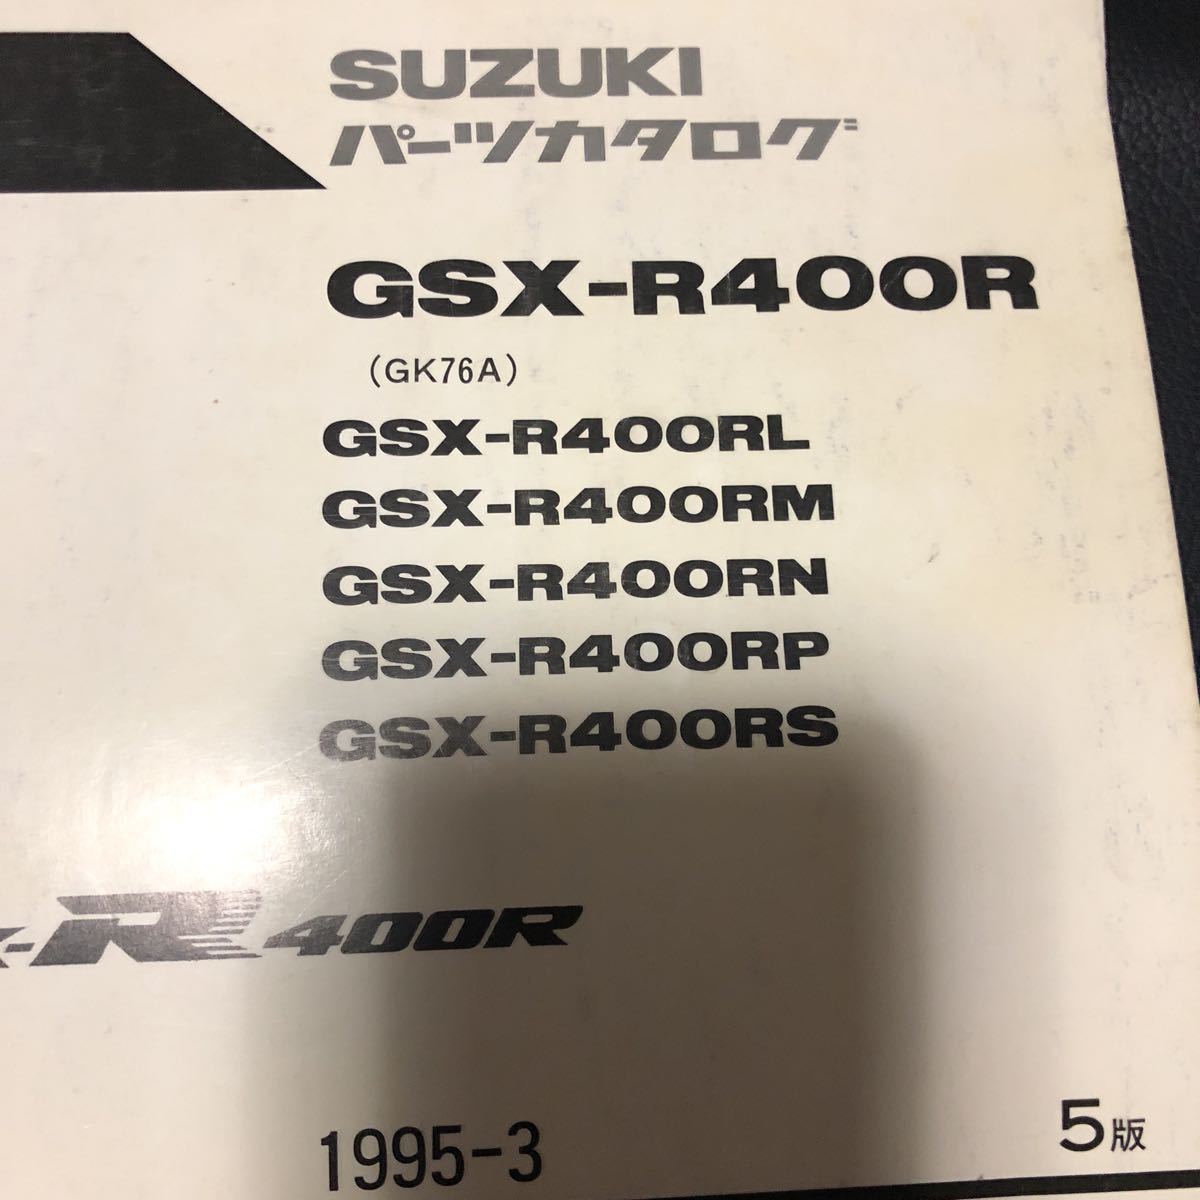 SUZUKI
パーツカタログ
GSX-R400R
(GK76A)
GSX-R400RL
GSX-R400RM
GSX-R400RN
GSX-R400RP
GSX-R400RS
X-R400R
1995-3
5版